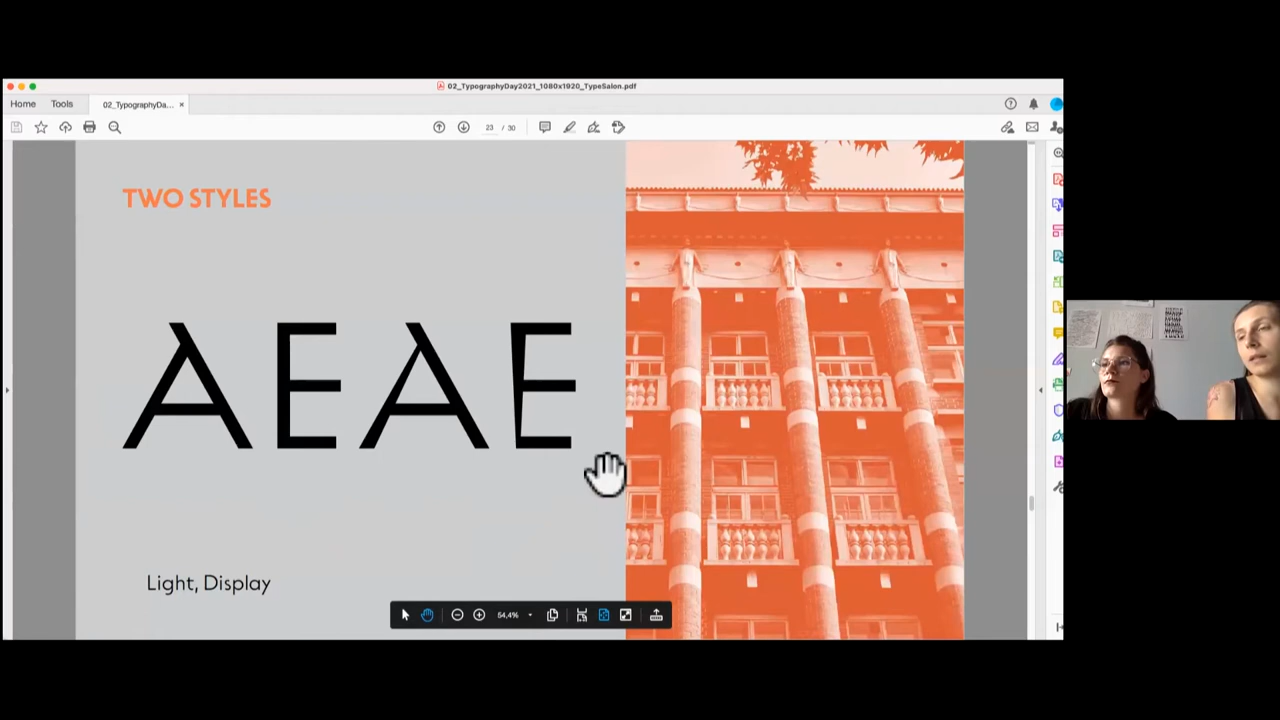 02_TypographyDay2021_1080x1920_TypeSalon.pdf
Home Tools 02_TypographyDa... ×
23 / 30
TWO STYLES
AEAE
Light, Display
54,4%